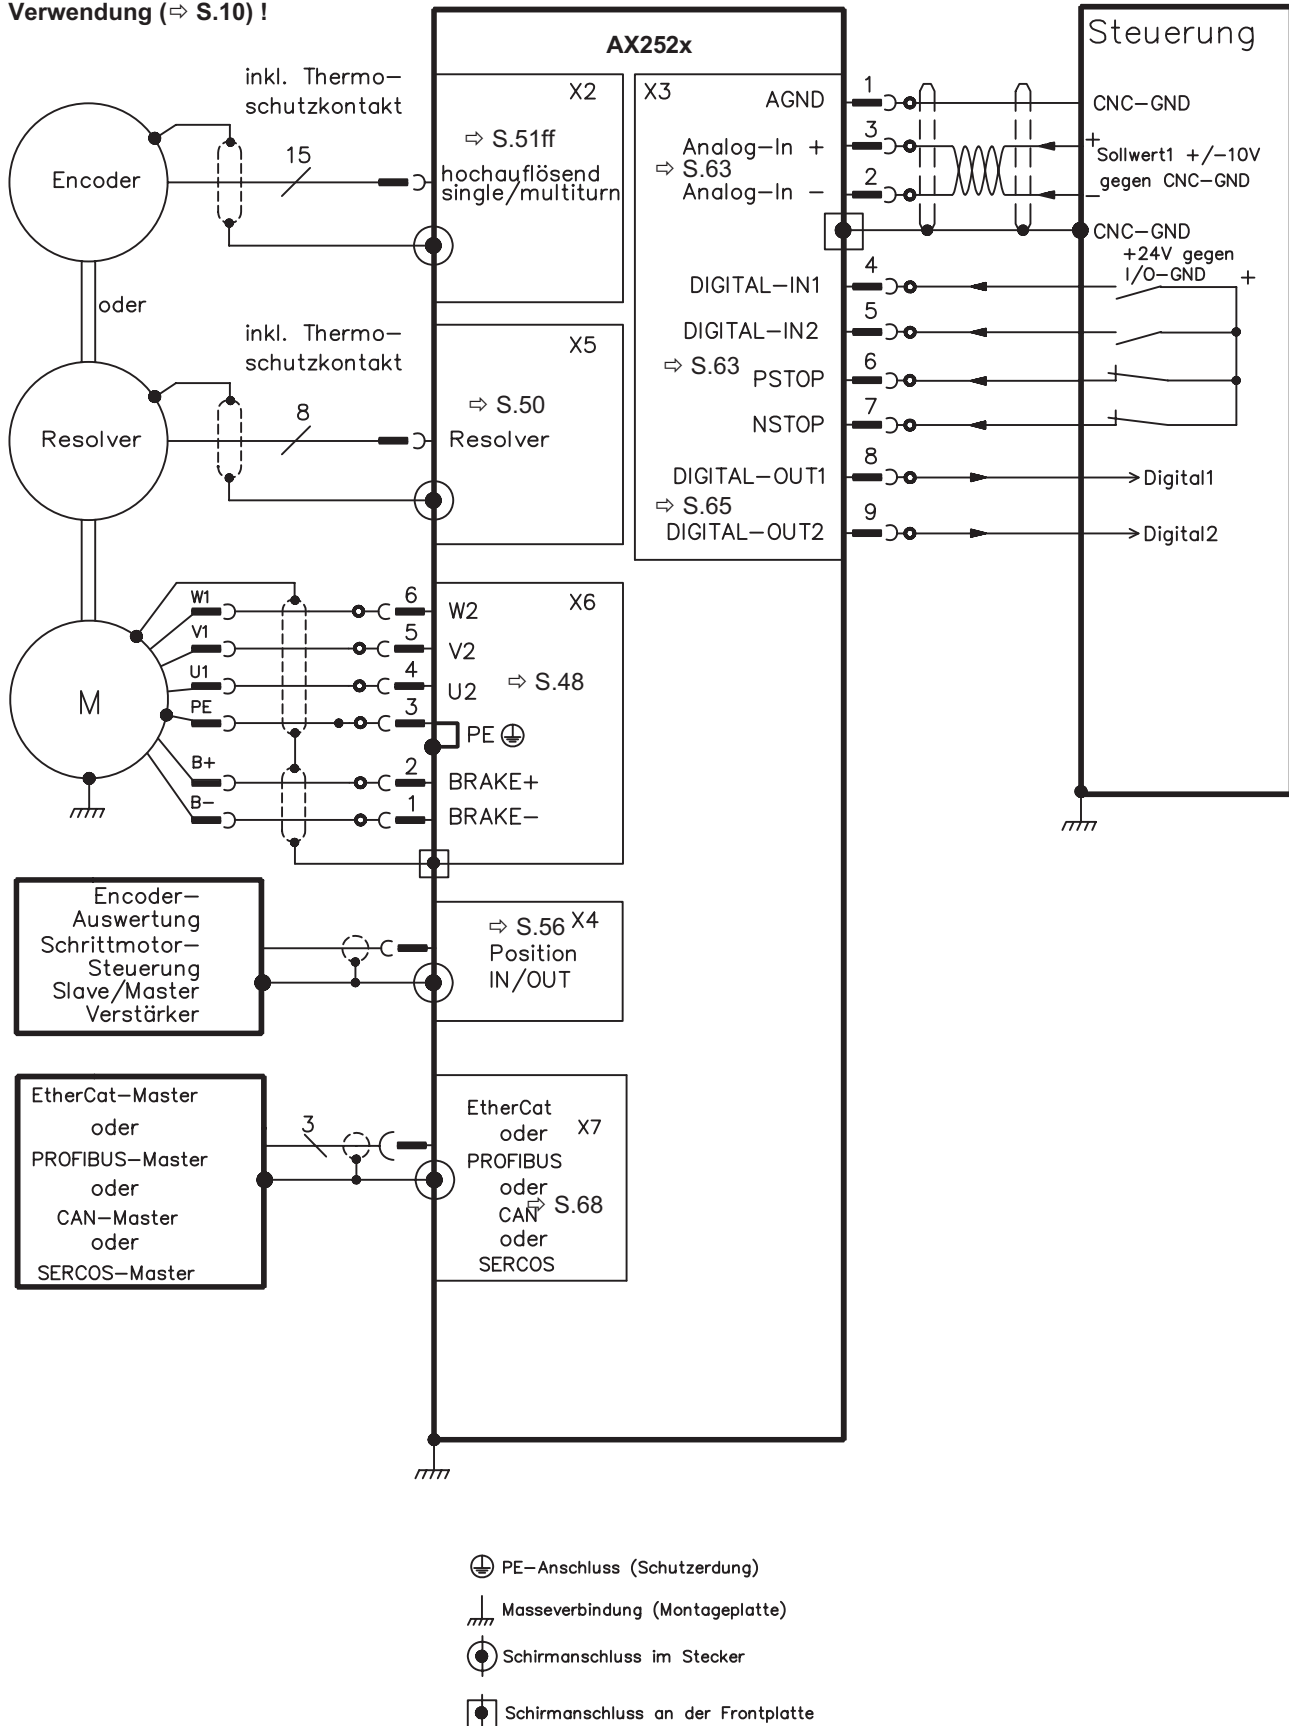 Verwendung (⇨ S.10) !
AX252x
Steuerung
inkl. Thermo–
schutzkontakt
X2
⇨ S.51ff
hochauflösend
single/multiturn
Encoder
15
oder
inkl. Thermo–
schutzkontakt
X5
⇨ S.50
Resolver
Resolver
8
X3
AGND
1
CNC–GND
Analog–In +
3
+
⇨ S.63
Sollwert1 +/–10V
Analog–In –
2
–
gegen CNC–GND
CNC–GND
+24V gegen
I/O–GND
+
DIGITAL–IN1
4
DIGITAL–IN2
5
⇨ S.63
PSTOP
6
NSTOP
7
DIGITAL–OUT1
8
Digital1
⇨ S.65
DIGITAL–OUT2
9
Digital2
X6
M
W1
6
W2
V1
5
V2
U1
4
U2
⇨ S.48
PE
3
PE
B+
2
BRAKE+
B–
1
BRAKE–
Encoder–
Auswertung
Schrittmotor–
Steuerung
Slave/Master
Verstärker
⇨ S.56
X4
Position
IN/OUT
EtherCat–Master
oder
PROFIBUS–Master
oder
CAN–Master
oder
SERCOS–Master
3
EtherCat
oder
X7
PROFIBUS
oder
⇨ S.68
CAN
oder
SERCOS
PE–Anschluss (Schutzerdung)
Masseverbindung (Montageplatte)
Schirmanschluss im Stecker
Schirmanschluss an der Frontplatte